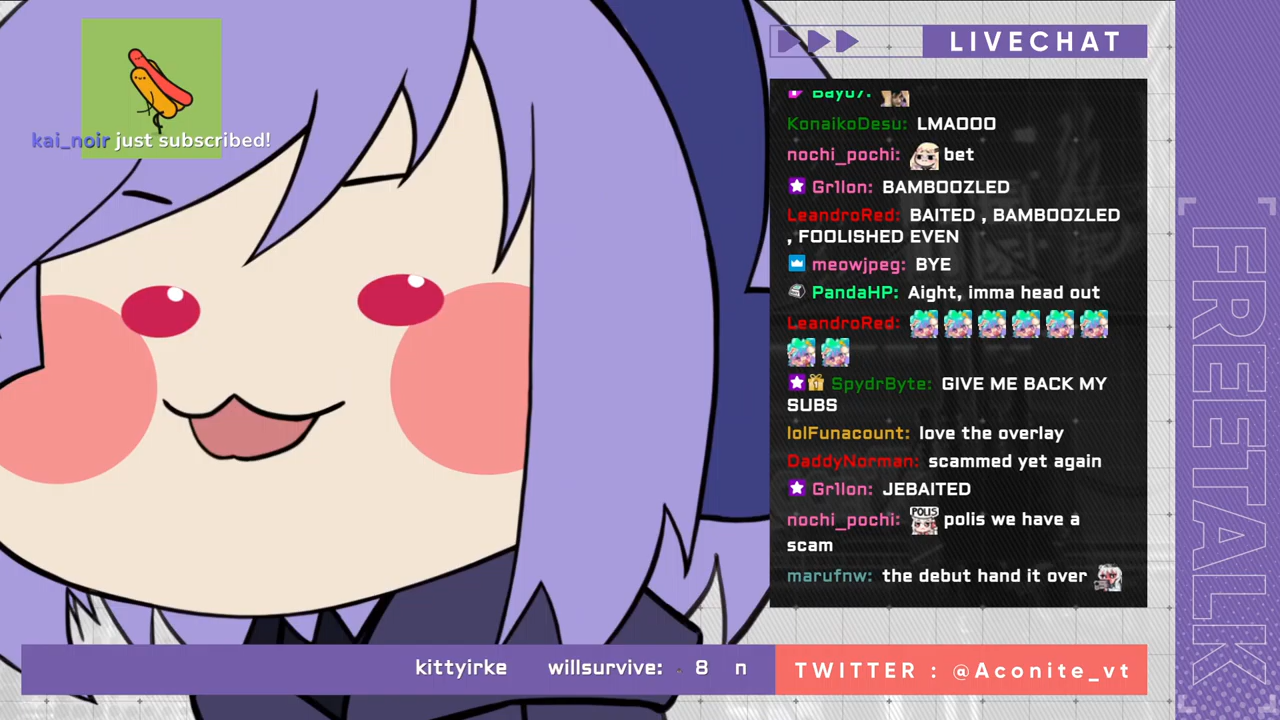 kai_noir just subscribed!
LIVECHAT
Bayo7:
KonaikoDesu: LMAOOO
nochi_pochi: bet
Gr1lon: BAMBOOZLED
LeandroRed: BAITED , BAMBOOZLED
, FOOLISHED EVEN
meowjpeg: BYE
PandaHP: Aight, imma head out
LeandroRed:
SpydrByte: GIVE ME BACK MY
SUBS
lolFunacount: love the overlay
DaddyNorman: scammed yet again
Gr1lon: JEBAITED
nochi_pochi: POLIS polis we have a
scam
marufnw: the debut hand it over
kittyirke willsurvive: 8 n
TWITTER : @Aconite_vt
[FREETALK]